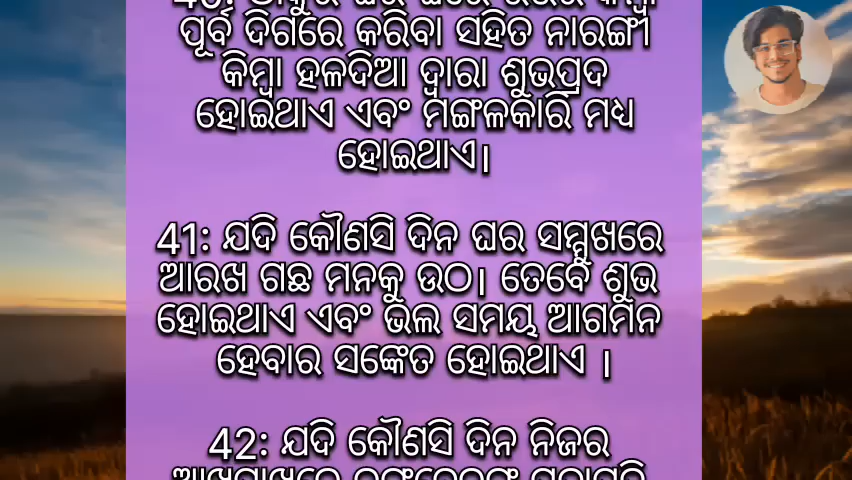 ପୂର୍ବ ଦିଗରେ କରିବା ସହିତ ନାରଙ୍ଗୀ
କିମ୍ବା ହଳଦିଆ ଦ୍ୱାରା ଶୁଭପ୍ରଦ
ହୋଇଥାଏ ଏବଂ ମଙ୍ଗଳକାରି ମଧ୍ୟ
ହୋଇଥାଏ।
41: ଯଦି କୌଣସି ଦିନ ଘର ସମ୍ମୁଖରେ
ଆରଖ ଗଛ ମନକୁ ଉଠ। ତେବେ ଶୁଭ
ହୋଇଥାଏ ଏବଂ ଭଲ ସମୟ ଆଗମନ
ହେବାର ସଙ୍କେତ ହୋଇଥାଏ ।
42: ଯଦି କୌଣସି ଦିନ ନିଜର